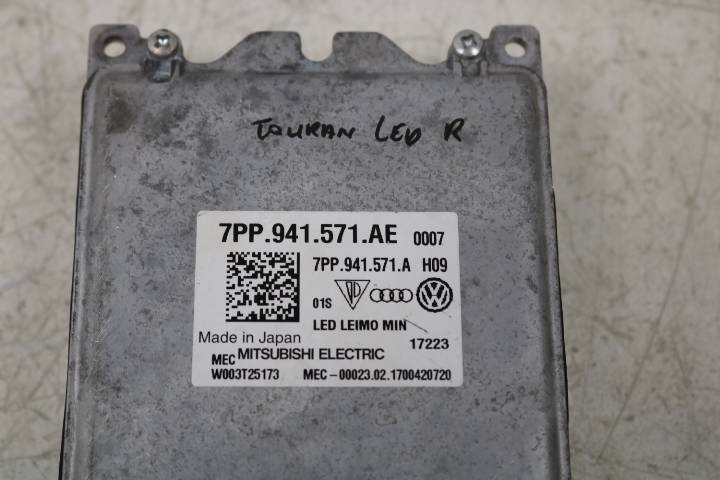 TOURAN LED R
7PP.941.571.AE 0007
7PP.941.571.A H09
01S
LED LEIMO MIN
Made in Japan 17223
MEC MITSUBISHI ELECTRIC
W003T25173 MEC-00023.02.1700420720